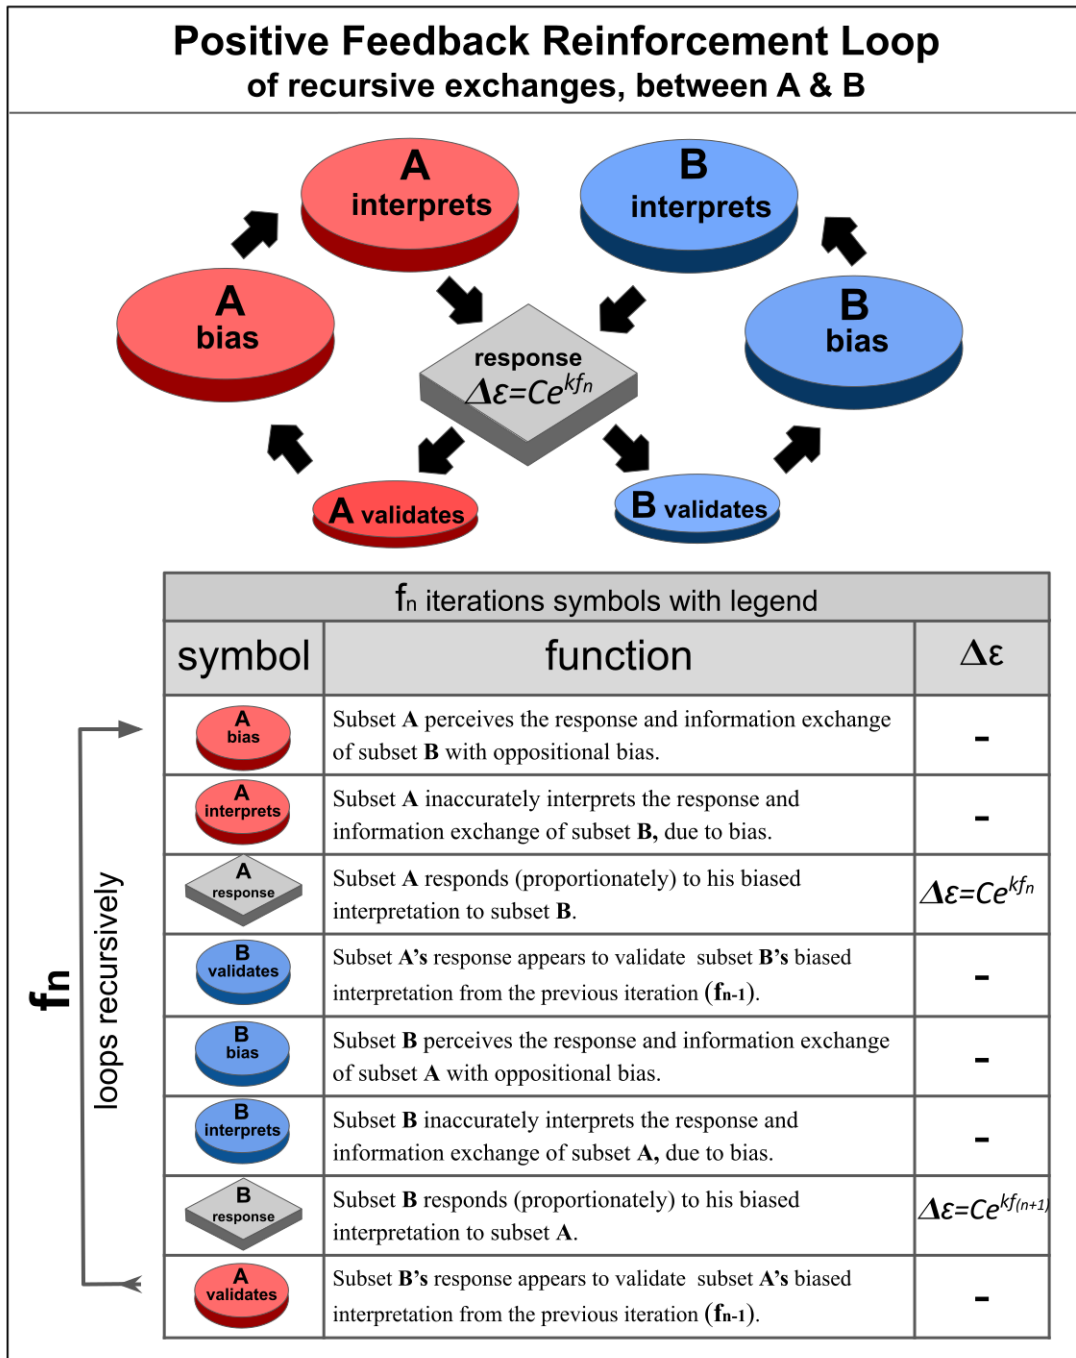 Positive Feedback Reinforcement Loop
of recursive exchanges, between A & B
A
interprets
B
interprets
A
bias
B
bias
response
Δε=Ce^{kf_n}
A validates
B validates
f_n iterations symbols with legend
symbol
function
Δε
A
bias
Subset A perceives the response and information exchange
of subset B with oppositional bias.
-
A
interprets
Subset A inaccurately interprets the response and
information exchange of subset B, due to bias.
-
A
response
Subset A responds (proportionately) to his biased
interpretation to subset B.
Δε=Ce^{kf_n}
B
validates
Subset A's response appears to validate subset B's biased
interpretation from the previous iteration (f_{n-1}).
-
B
bias
Subset B perceives the response and information exchange
of subset A with oppositional bias.
-
B
interprets
Subset B inaccurately interprets the response and
information exchange of subset A, due to bias.
-
B
response
Subset B responds (proportionately) to his biased
interpretation to subset A.
Δε=Ce^{kf_{(n+1)}}
A
validates
Subset B's response appears to validate subset A's biased
interpretation from the previous iteration (f_{n-1}).
-
f_n
loops recursively